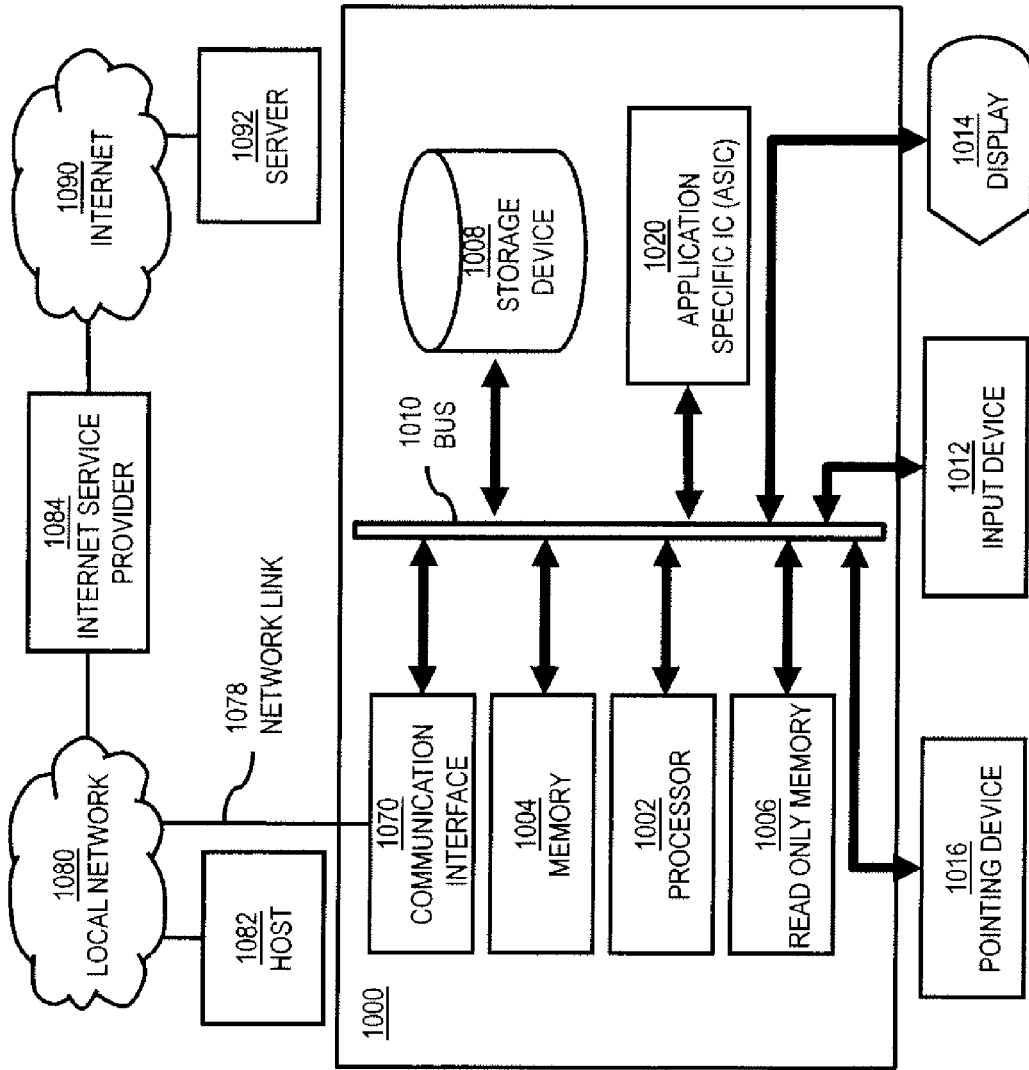 1080
LOCAL NETWORK
1084
INTERNET SERVICE
PROVIDER
1090
INTERNET
1082
HOST
1078
NETWORK LINK
1092
SERVER
1000
1070
COMMUNICATION
INTERFACE
1004
MEMORY
1002
PROCESSOR
1006
READ ONLY MEMORY
1010
BUS
1008
STORAGE
DEVICE
1020
APPLICATION
SPECIFIC IC (ASIC)
1016
POINTING DEVICE
1012
INPUT DEVICE
1014
DISPLAY